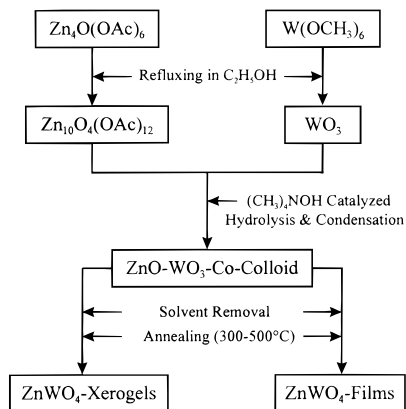 Zn₄O(OAc)₆ W(OCH₃)₆
Refluxing in C₂H₅OH
Zn₁₀O₄(OAc)₁₂ WO₃
(CH₃)₄NOH Catalyzed
Hydrolysis & Condensation
ZnO-WO₃-Co-Colloid
Solvent Removal
Annealing (300-500°C)
ZnWO₄-Xerogels ZnWO₄-Films